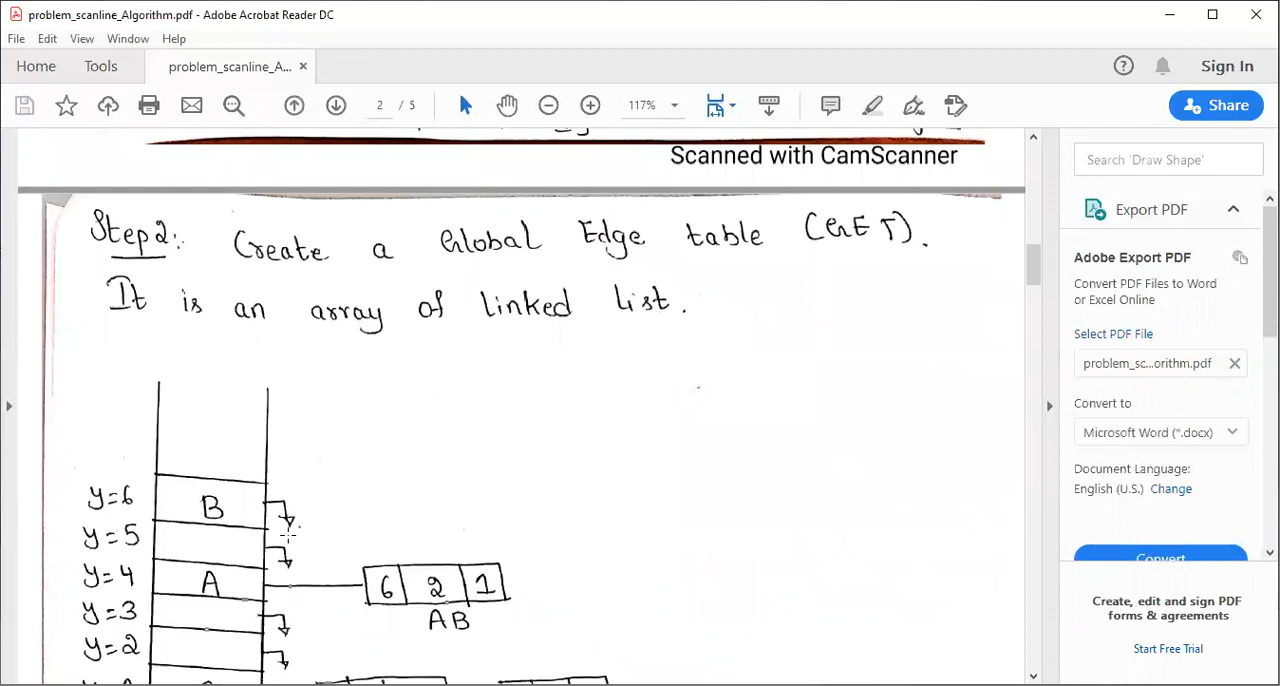 problem_scanline_Algorithm.pdf - Adobe Acrobat Reader DC
File Edit View Window Help
Home Tools problem_scanline_A... × Sign In
2 / 5 117% Share
Scanned with CamScanner
Step2:. Create a Global Edge table (GET).
It is an array of linked list.
y=6 B
y=5
y=4 A 6 2 1
AB
y=3
y=2
Search 'Draw Shape'
Export PDF
Adobe Export PDF
Convert PDF Files to Word
or Excel Online
Select PDF File
problem_sc...orithm.pdf
Convert to
Microsoft Word (*.docx)
Document Language:
English (U.S.) Change
Convert
Create, edit and sign PDF
forms & agreements
Start Free Trial